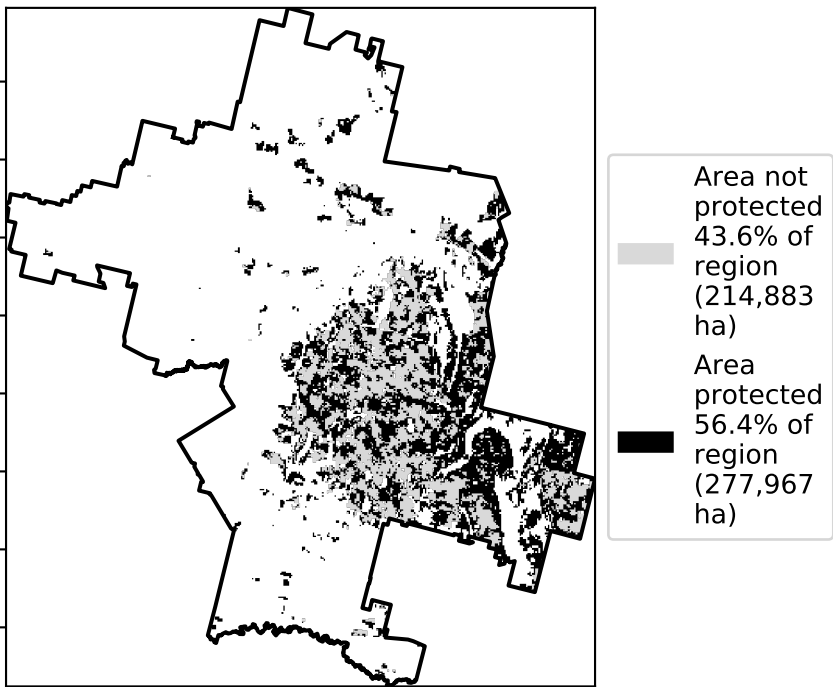 Area not
protected
43.6% of
region
(214,883
ha)
Area
protected
56.4% of
region
(277,967
ha)